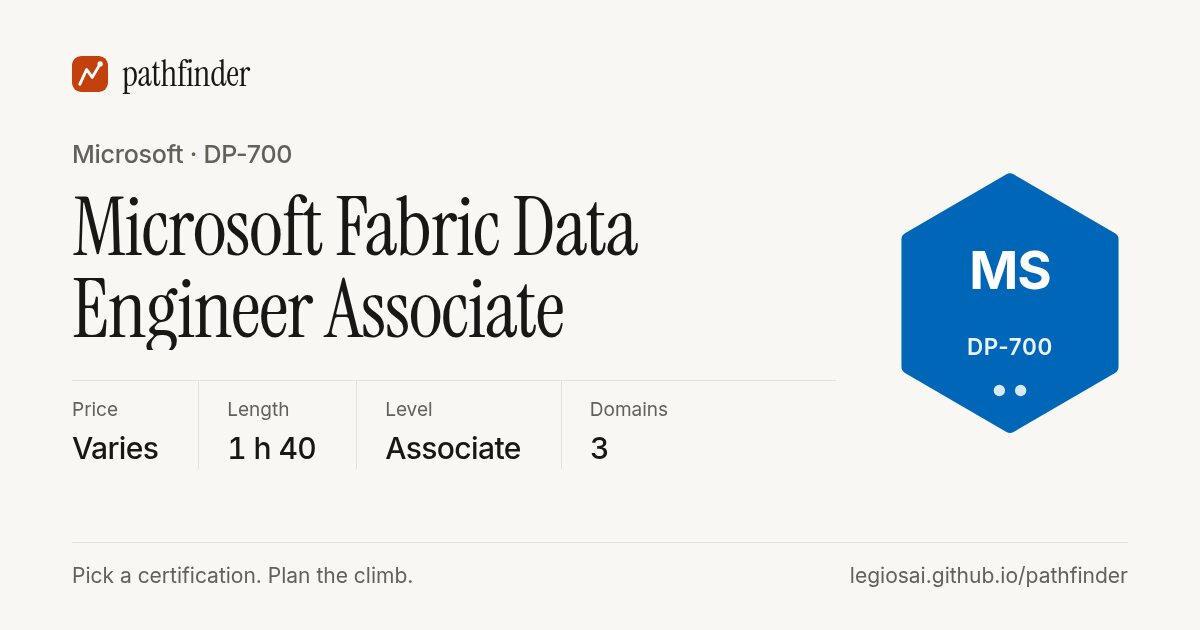 pathfinder
Microsoft · DP-700
Microsoft Fabric Data
Engineer Associate
MS
DP-700
Price
Varies
Length
1 h 40
Level
Associate
Domains
3
Pick a certification. Plan the climb.
legiosai.github.io/pathfinder